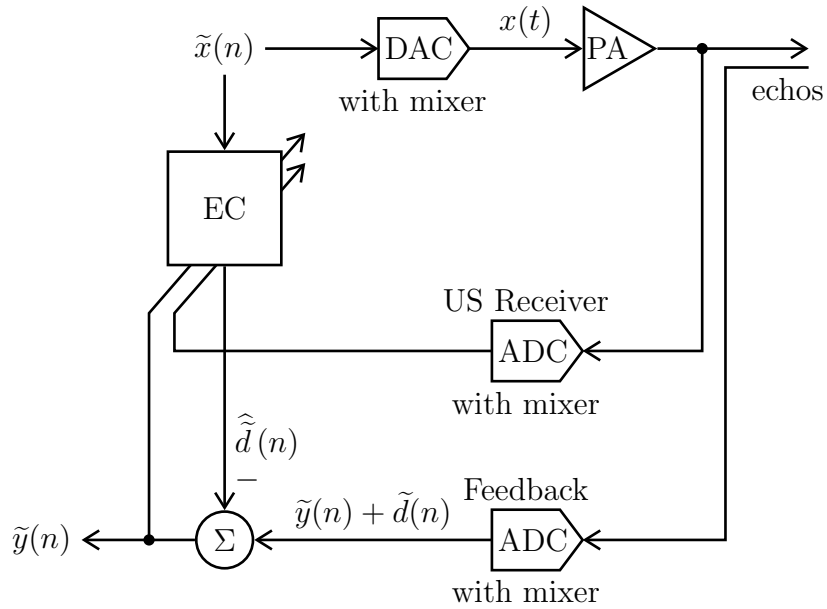 x̃(n)
DAC
with mixer
x(t)
PA
echos
EC
US Receiver
ADC
with mixer
d̃̂(n)
−
Feedback
ỹ(n) + d̃(n)
ADC
with mixer
Σ
ỹ(n)